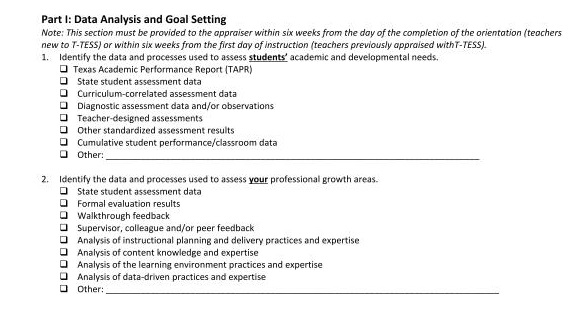 Part I: Data Analysis and Goal Setting
Note: This section must be provided to the appraiser within six weeks from the day of the completion of the orientation (teachers
new to T-TESS) or within six weeks from the first day of instruction (teachers previously appraised withT-TESS).
1. Identify the data and processes used to assess students' academic and developmental needs.
❑ Texas Academic Performance Report (TAPR)
❑ State student assessment data
❑ Curriculum-correlated assessment data
❑ Diagnostic assessment data and/or observations
❑ Teacher-designed assessments
❑ Other standardized assessment results
❑ Cumulative student performance/classroom data
❑ Other: ____________________
2. Identify the data and processes used to assess your professional growth areas.
❑ State student assessment data
❑ Formal evaluation results
❑ Walkthrough feedback
❑ Supervisor, colleague and/or peer feedback
❑ Analysis of instructional planning and delivery practices and expertise
❑ Analysis of content knowledge and expertise
❑ Analysis of the learning environment practices and expertise
❑ Analysis of data-driven practices and expertise
❑ Other: ____________________